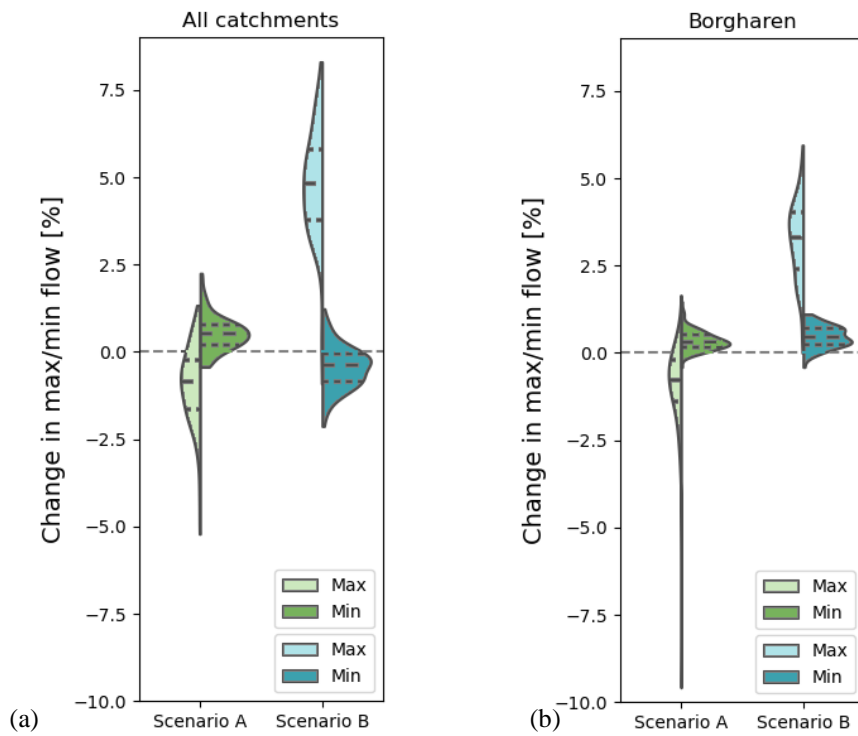 All catchments
Change in max/min flow [%]
7.5
5.0
2.5
0.0
−2.5
−5.0
−7.5
−10.0
Max
Min
Max
Min
Scenario A Scenario B
(a)
Borgharen
Change in max/min flow [%]
7.5
5.0
2.5
0.0
−2.5
−5.0
−7.5
−10.0
Max
Min
Max
Min
Scenario A Scenario B
(b)